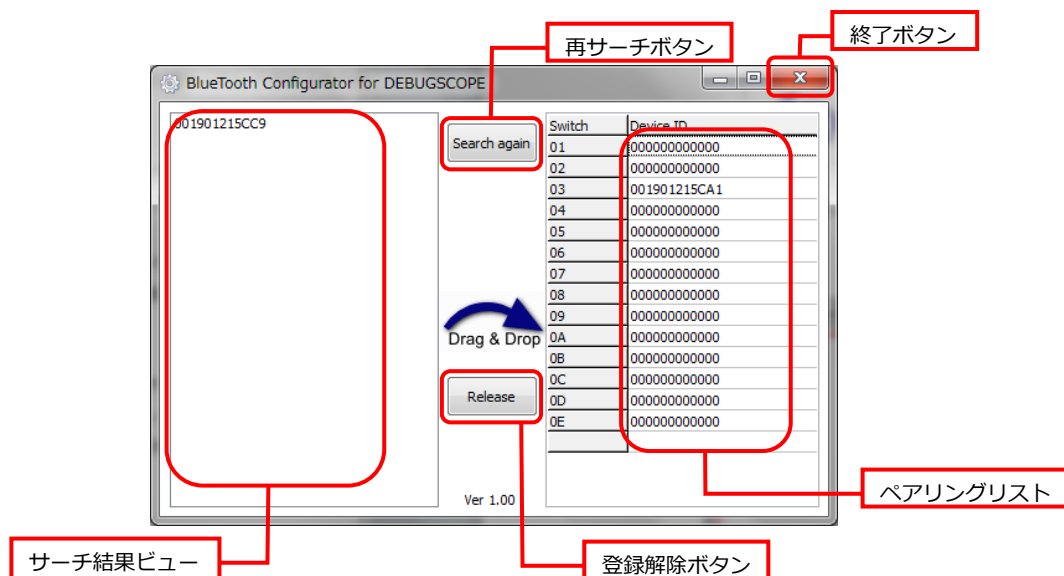 終了ボタン
再サーチボタン
BlueTooth Configurator for DEBUGSCOPE
001901215CC9
Search again
Switch Device ID
01 000000000000
02 000000000000
03 001901215CA1
04 000000000000
05 000000000000
06 000000000000
07 000000000000
08 000000000000
09 000000000000
0A 000000000000
0B 000000000000
0C 000000000000
0D 000000000000
0E 000000000000
Drag & Drop
Release
Ver 1.00
ペアリングリスト
サーチ結果ビュー
登録解除ボタン